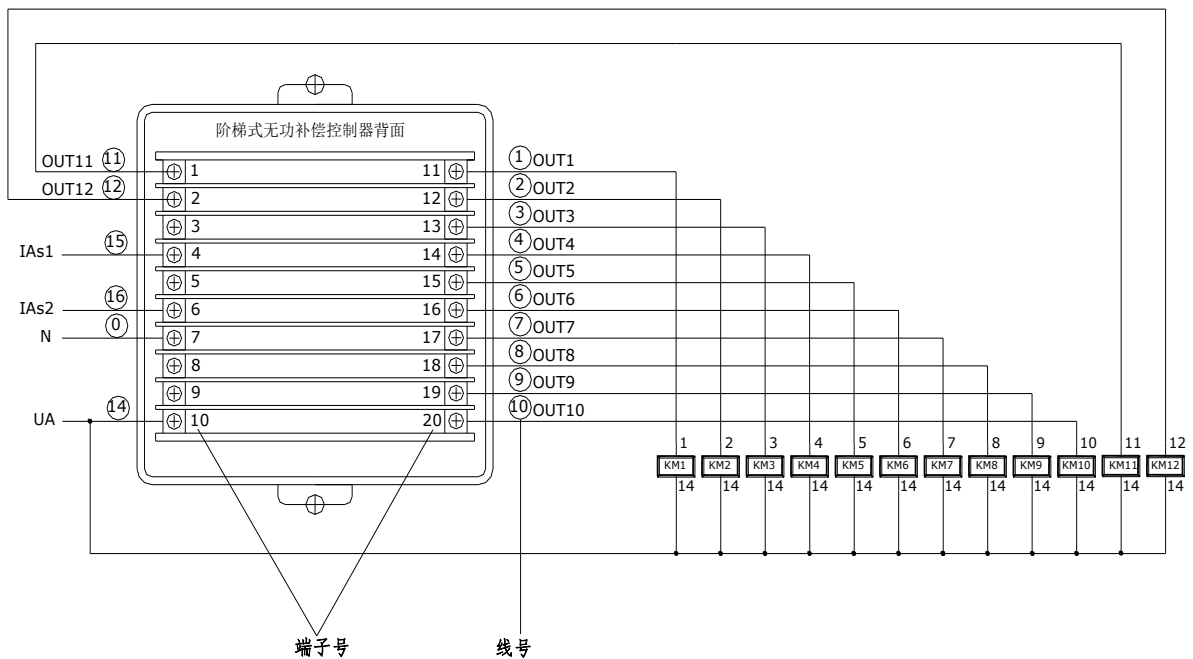 阶梯式无功补偿控制器背面
OUT11 ⑪ 1 11 ① OUT1
OUT12 ⑫ 2 12 ② OUT2
3 13 ③ OUT3
IAs1 ⑮ 4 14 ④ OUT4
5 15 ⑤ OUT5
IAs2 ⑯ 6 16 ⑥ OUT6
N ⓪ 7 17 ⑦ OUT7
8 18 ⑧ OUT8
9 19 ⑨ OUT9
UA ⑭ 10 20 ⑩ OUT10
1 2 3 4 5 6 7 8 9 10 11 12
KM1 KM2 KM3 KM4 KM5 KM6 KM7 KM8 KM9 KM10 KM11 KM12
14 14 14 14 14 14 14 14 14 14 14 14
端子号 线号